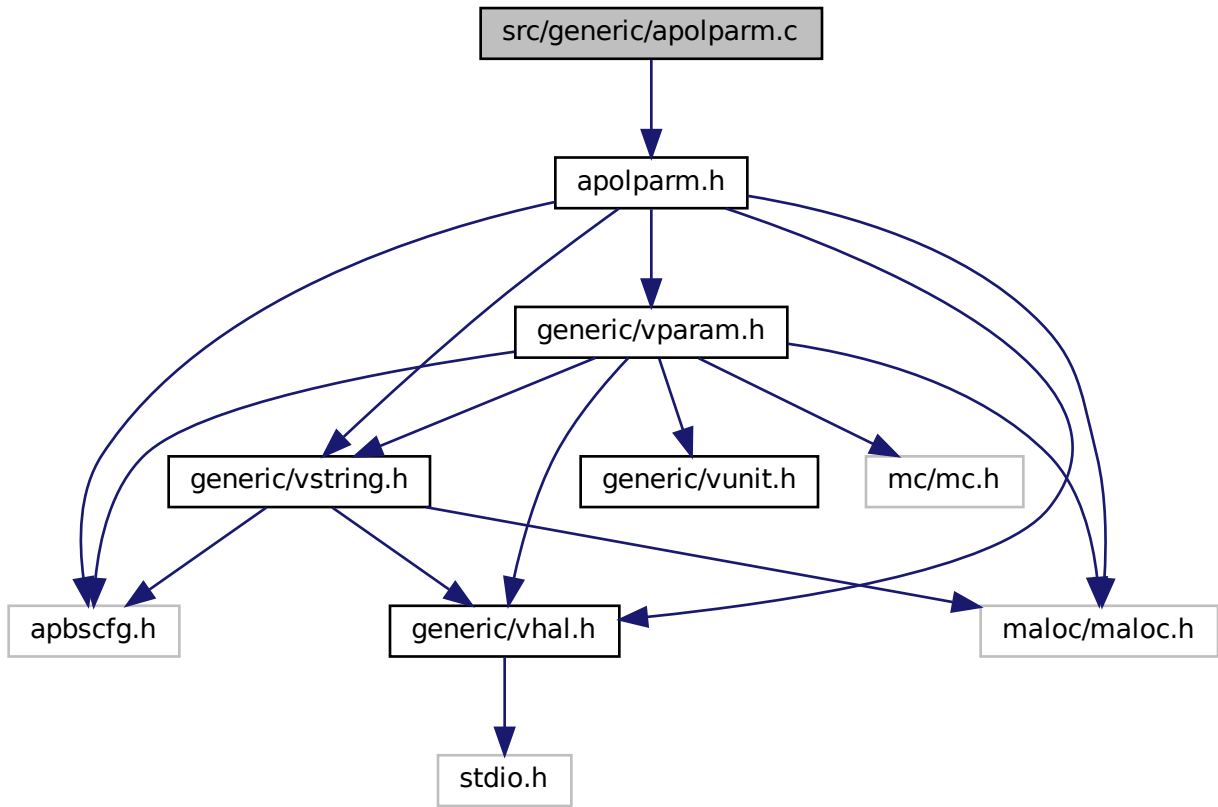 src/generic/apolparm.c
apolparm.h
generic/vparam.h
generic/vstring.h
generic/vunit.h
mc/mc.h
apbscfg.h
generic/vhal.h
maloc/maloc.h
stdio.h